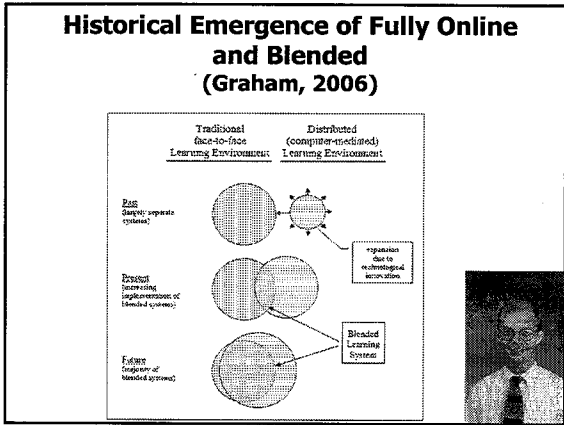 Historical Emergence of Fully Online
and Blended
(Graham, 2006)
Traditional
face-to-face
Learning Environment
Distributed
(computer-mediated)
Learning Environment
Past
(largely separate
systems)
expansion
due to
technological
innovation
Present
(increasing
implementation of
blended systems)
Blended
Learning
System
Future
(majority of
blended systems)